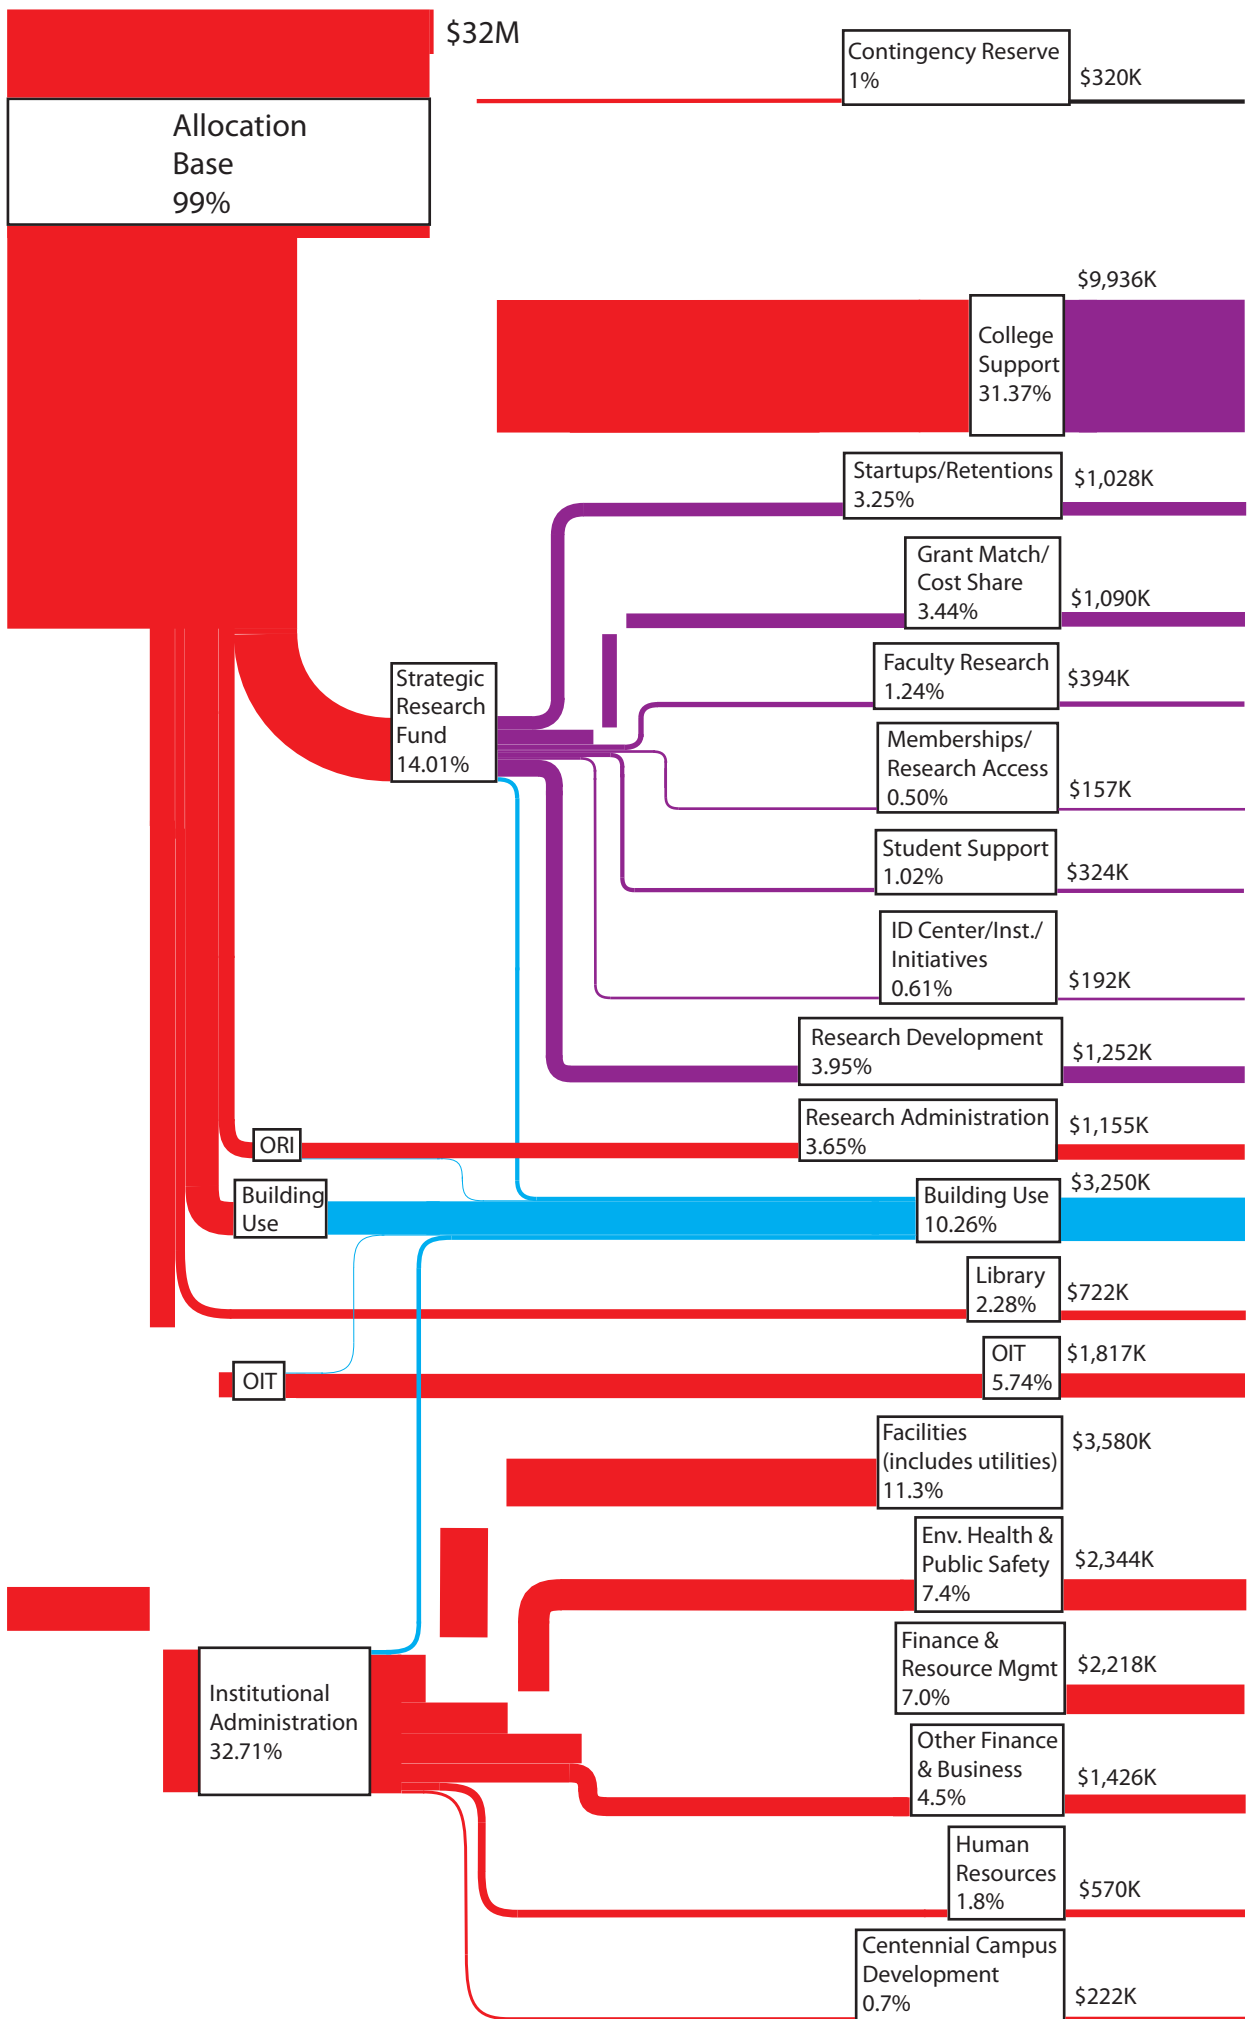 $32M
Contingency Reserve
1%
$320K
Allocation
Base
99%
$9,936K
College
Support
31.37%
Startups/Retentions
3.25%
$1,028K
Grant Match/
Cost Share
3.44%
$1,090K
Faculty Research
1.24%
$394K
Strategic
Research
Fund
14.01%
Memberships/
Research Access
0.50%
$157K
Student Support
1.02%
$324K
ID Center/Inst./
Initiatives
0.61%
$192K
Research Development
3.95%
$1,252K
Research Administration
3.65%
$1,155K
ORI
Building
Use
Building Use
10.26%
$3,250K
Library
2.28%
$722K
OIT
OIT
5.74%
$1,817K
Facilities
(includes utilities)
11.3%
$3,580K
Env. Health &
Public Safety
7.4%
$2,344K
Finance &
Resource Mgmt
7.0%
$2,218K
Institutional
Administration
32.71%
Other Finance
& Business
4.5%
$1,426K
Human
Resources
1.8%
$570K
Centennial Campus
Development
0.7%
$222K